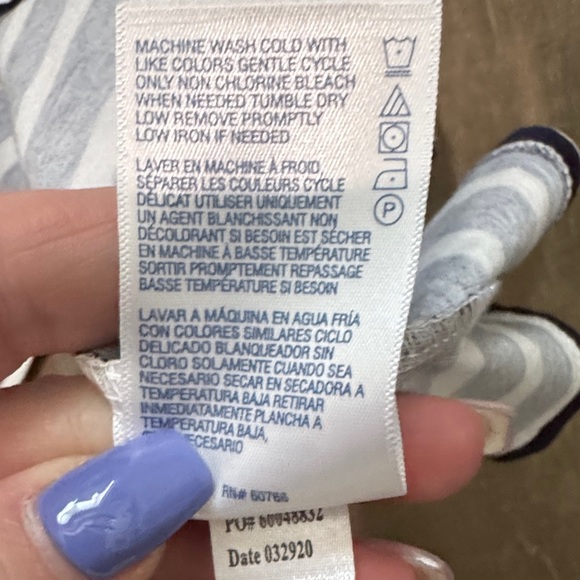 MACHINE WASH COLD WITH
LIKE COLORS GENTLE CYCLE
ONLY NON CHLORINE BLEACH
WHEN NEEDED TUMBLE DRY
LOW REMOVE PROMPTLY
LOW IRON IF NEEDED
P
LAVER EN MACHINE À FROID,
SÉPARER LES COULEURS CYCLE
DÉLICAT UTILISER UNIQUEMENT
UN AGENT BLANCHISSANT NON
DÉCOLORANT SI BESOIN EST SÉCHER
EN MACHINE À BASSE TEMPÉRATURE
SORTIR PROMPTEMENT REPASSAGE
BASSE TEMPÉRATURE SI BESOIN
LAVAR A MÁQUINA EN AGUA FRÍA
CON COLORES SIMILARES CICLO
DELICADO BLANQUEADOR SIN
CLORO SOLAMENTE CUANDO SEA
NECESARIO SECAR EN SECADORA A
TEMPERATURA BAJA RETIRAR
INMEDIATAMENTE PLANCHA A
TEMPERATURA BAJA,
RN# 60766
PO# 60048832
Date 032920